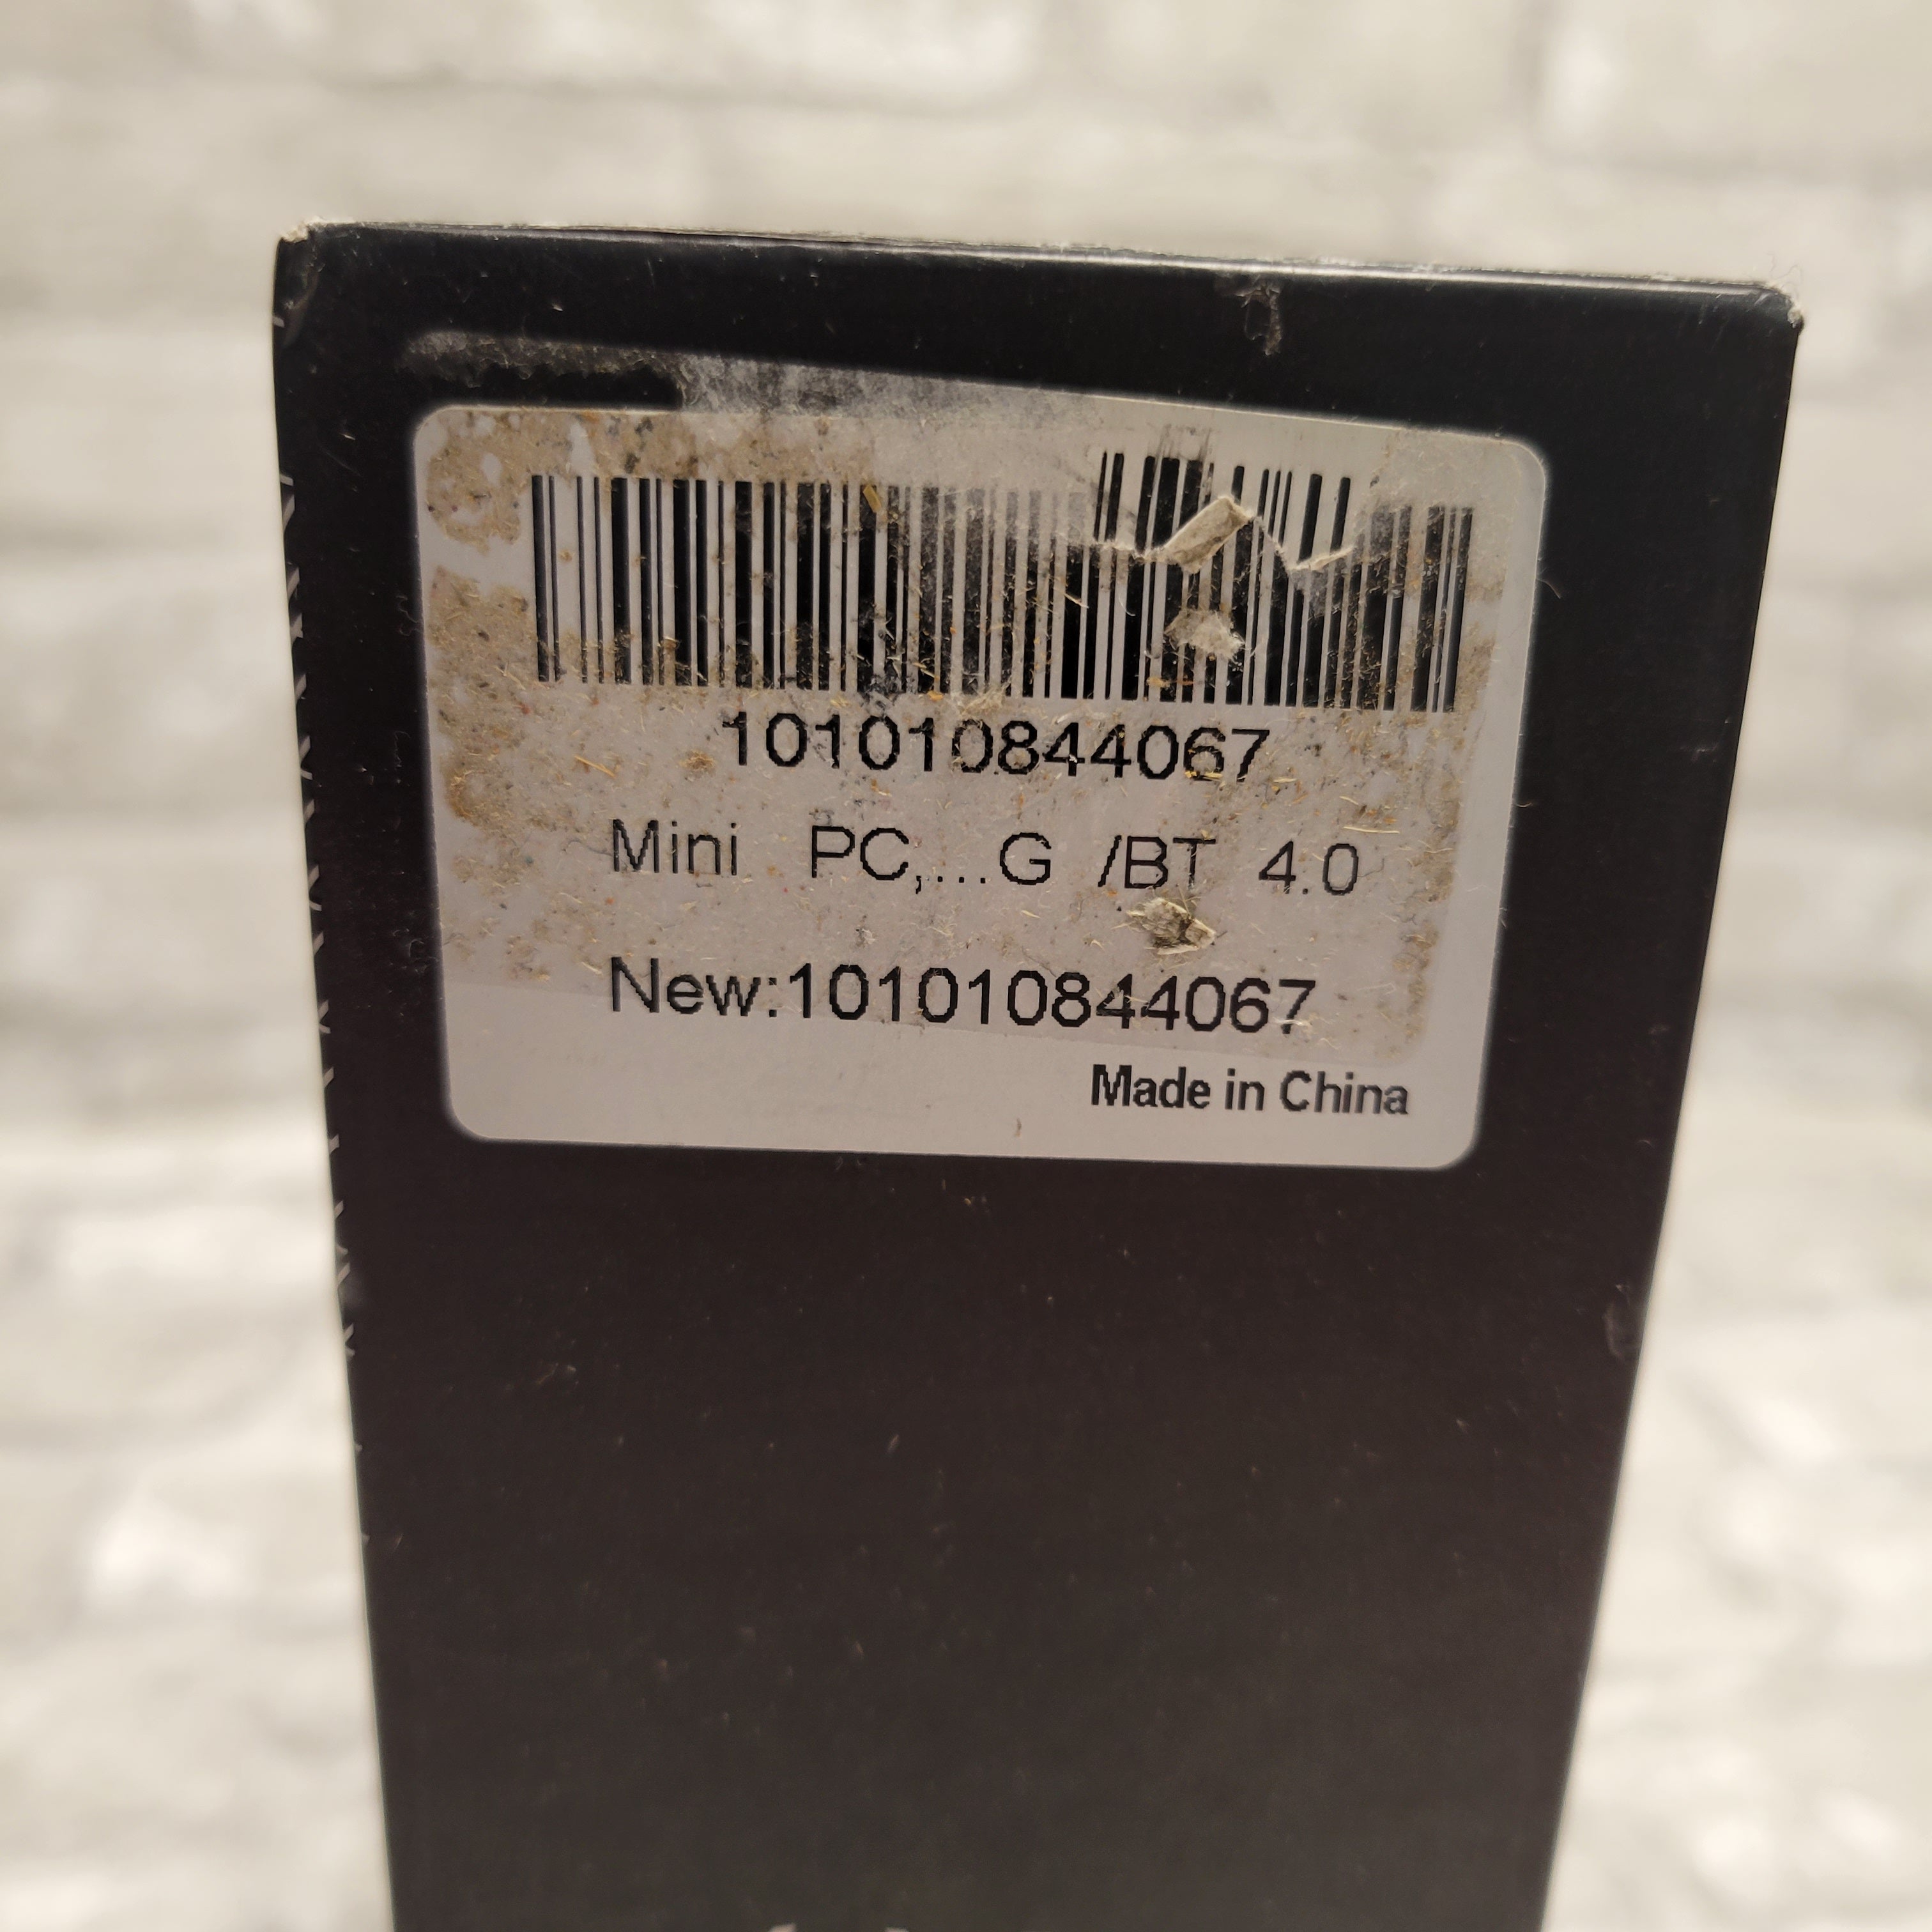 101010844067
Mini PC,...G /BT 4.0
New:101010844067
Made in China